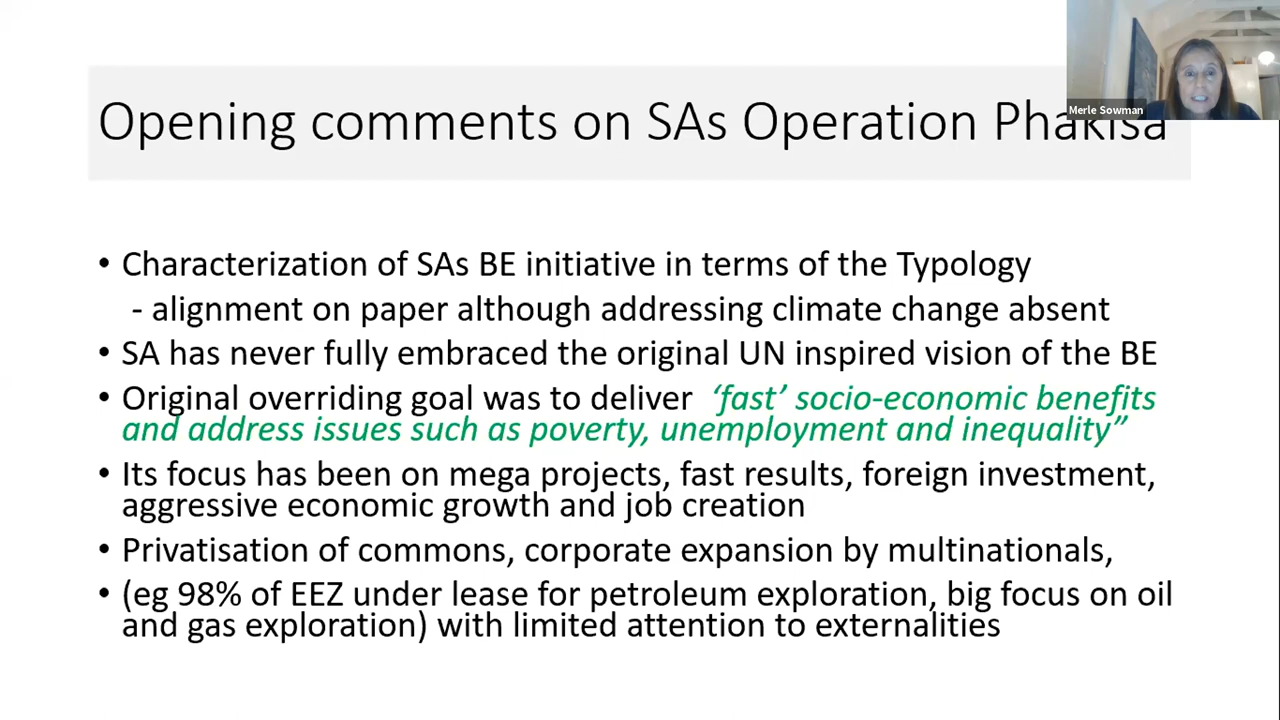 Opening comments on SAs Operation Phakisa
Merle Sowman
• Characterization of SAs BE initiative in terms of the Typology
- alignment on paper although addressing climate change absent
• SA has never fully embraced the original UN inspired vision of the BE
• Original overriding goal was to deliver ‘fast’ socio-economic benefits
and address issues such as poverty, unemployment and inequality”
• Its focus has been on mega projects, fast results, foreign investment,
aggressive economic growth and job creation
• Privatisation of commons, corporate expansion by multinationals,
• (eg 98% of EEZ under lease for petroleum exploration, big focus on oil
and gas exploration) with limited attention to externalities